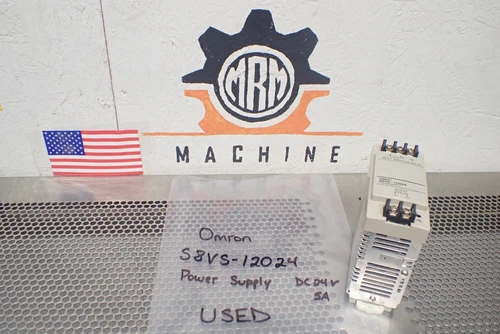 MRM
MACHINE
Omron
S8VS-12024
Power Supply DC24V
5A
USED